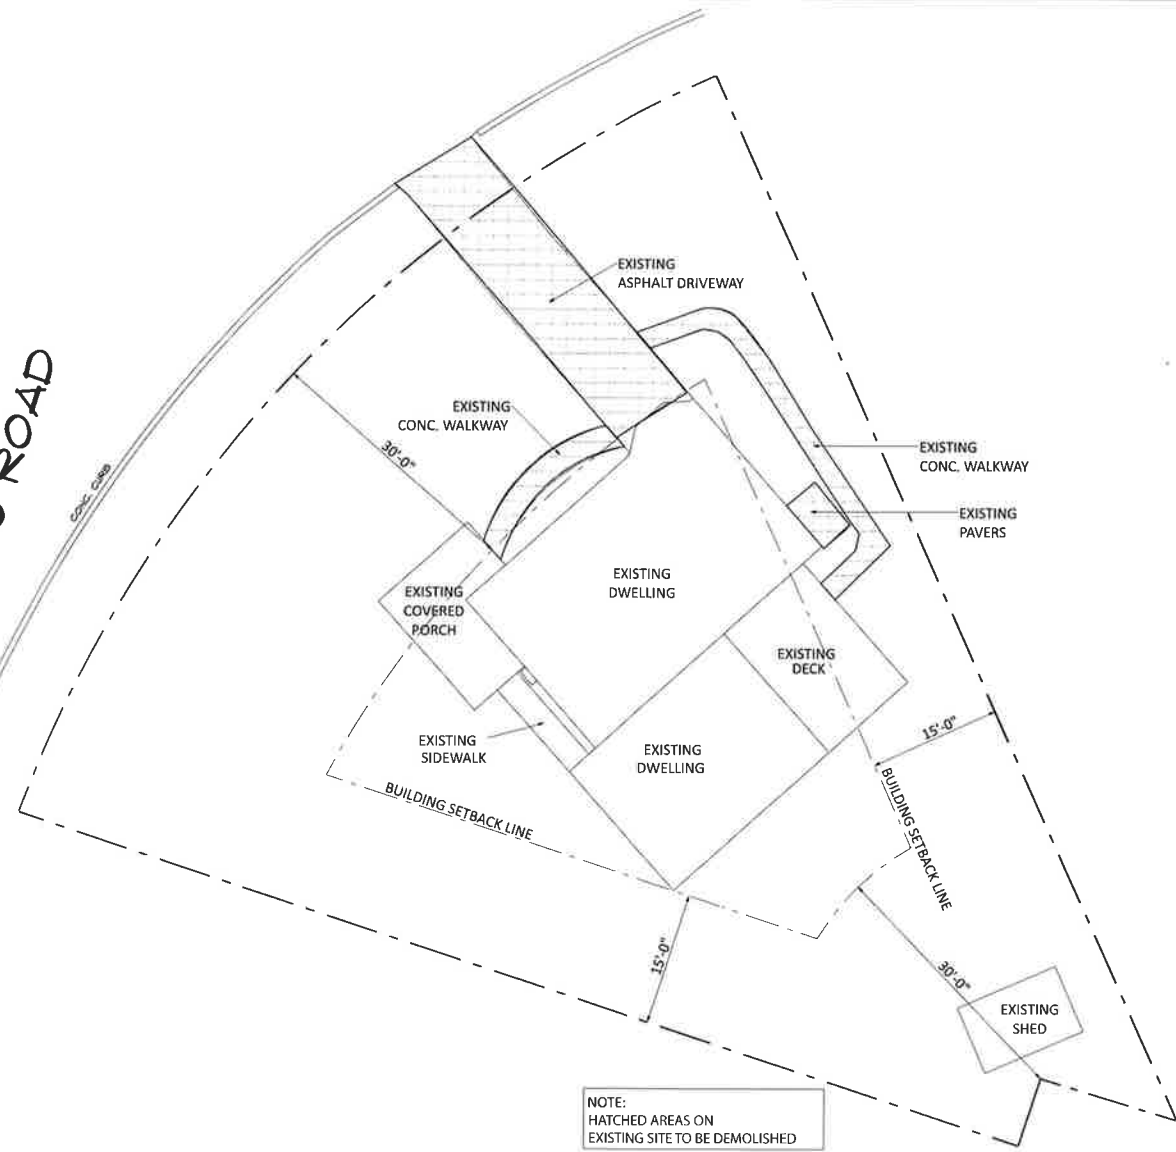 EXISTING
ASPHALT DRIVEWAY
ROAD
EXISTING
CONC. WALKWAY
30'-0"
EXISTING
CONC. WALKWAY
CONC. CURB
EXISTING
PAVERS
EXISTING
DWELLING
EXISTING
COVERED
PORCH
EXISTING
DECK
15'-0"
EXISTING
SIDEWALK
EXISTING
DWELLING
BUILDING SETBACK LINE
BUILDING SETBACK LINE
15'-0"
30'-0"
EXISTING
SHED
NOTE:
HATCHED AREAS ON
EXISTING SITE TO BE DEMOLISHED